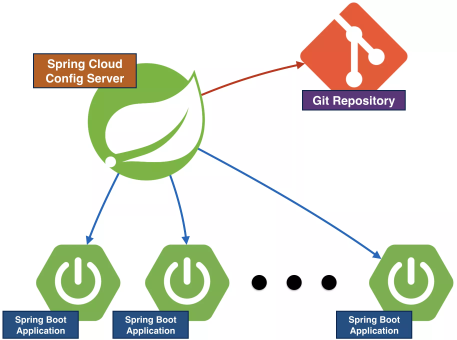 Spring Cloud
Config Server
Git Repository
Spring Boot
Application
Spring Boot
Application
Spring Boot
Application